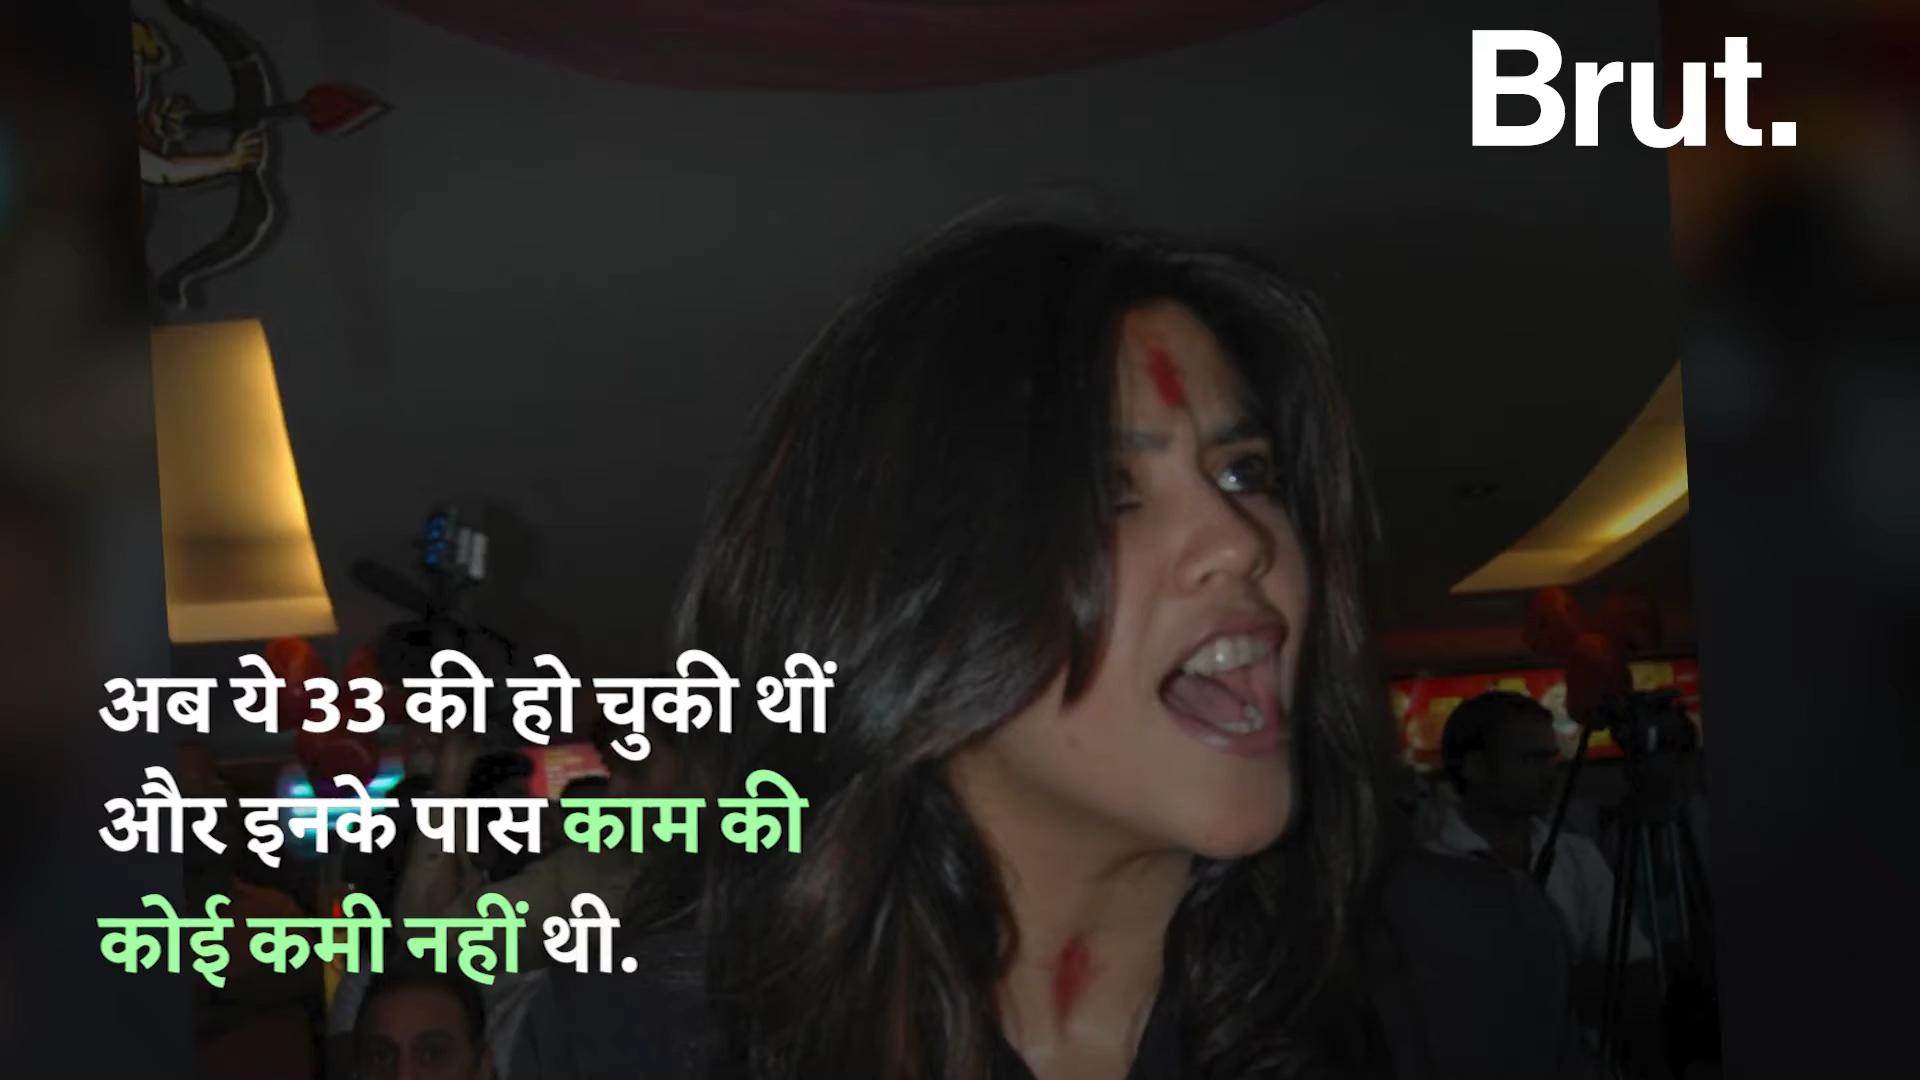 Brut.
अब ये 33 की हो चुकी थीं
और इनके पास काम की
कोई कमी नहीं थी.